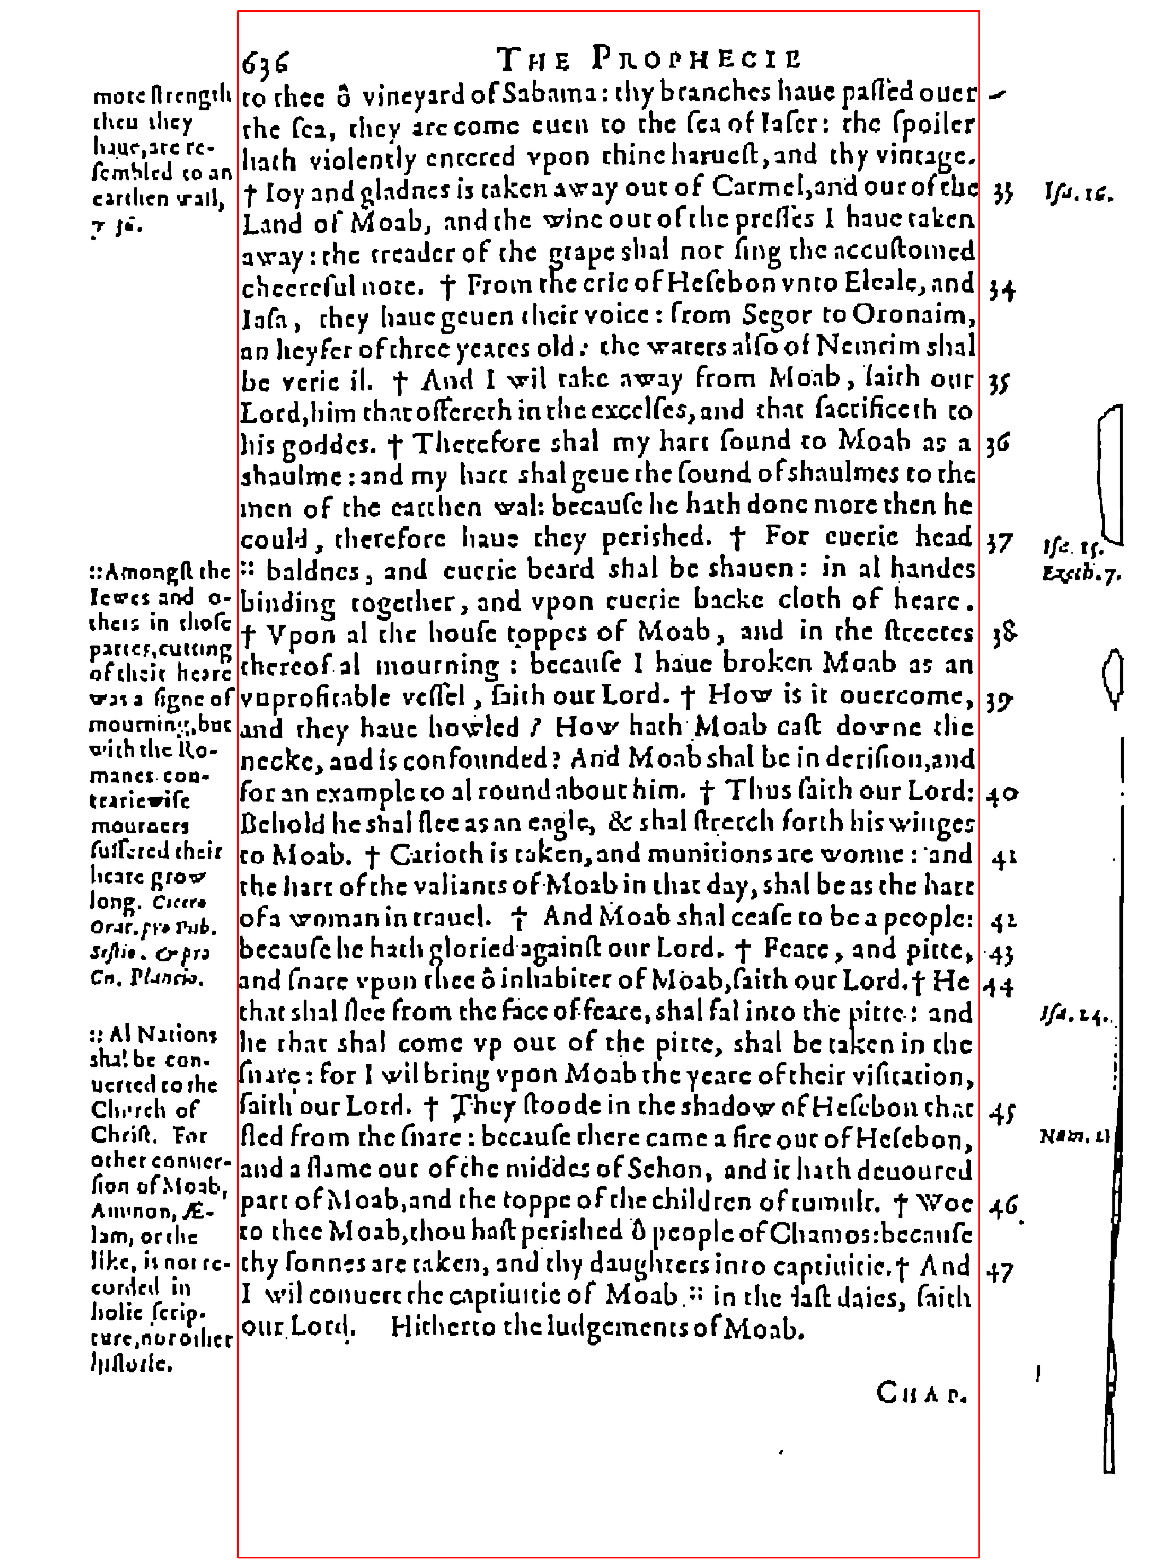 636 THE PROPHECIE
to thee ô vineyard of Sabama: thy branches haue paſſed ouer
the ſea, they are come euen to the ſea of Iaſer: the ſpoiler
hath violently entered vpon thine harueſt, and thy vintage.
† Ioy and gladnes is taken away out of Carmel, and out of the
Land of Moab, and the wine out of the preſſes I haue taken
away: the treader of the grape shal not ſing the accuſtomed
cheereful note. † From the crie of Heſebon vnto Eleale, and
Iaſa, they haue geuen their voice: from Segor to Oronaim,
an heyfer of three yeares old: the waters alſo of Nemrim shal
be verie il. † And I wil take away from Moab, ſaith our
Lord, him that offereth in the excelſes, and that ſacrificeth to
his goddes. † Therefore shal my hart ſound to Moab as a
shaulme: and my hart shal geue the ſound of shaulmes to the
men of the earthen wal: becauſe he hath done more then he
could, therefore haue they perished. † For euerie head
:: baldnes, and euerie beard shal be shauen: in al handes
binding together, and vpon euerie backe cloth of heare.
† Vpon al the houſe toppes of Moab, and in the ſtreetes
thereof al mourning: becauſe I haue broken Moab as an
vnprofitable veſſel, ſaith our Lord. † How is it ouercome,
and they haue howled? How hath Moab caſt downe the
necke, and is confounded? And Moab shal be in deriſion, and
for an example to al round about him. † Thus ſaith our Lord:
Behold he shal flee as an eagle, & shal ſtretch forth his winges
to Moab. † Carioth is taken, and munitions are wonne: and
the hart of the valiants of Moab in that day, shal be as the hart
of a woman in trauel. † And Moab shal ceaſe to be a people:
becauſe he hath gloried againſt our Lord. † Feare, and pitte,
and ſnare vpon thee ô inhabiter of Moab, ſaith our Lord. † He
that shal flee from the face of feare, shal fal into the pitte: and
he that shal come vp out of the pitte, shal be taken in the
ſnare: for I wil bring vpon Moab the yeare of their viſitation,
ſaith our Lord. † They ſtoode in the shadow of Heſebon that
fled from the ſnare: becauſe there came a fire out of Heſebon,
and a flame out of the middes of Sehon, and it hath deuoured
part of Moab, and the toppe of the children of tumult. † Woe
to thee Moab, thou haſt perished ô people of Chamos: becauſe
thy ſonnes are taken, and thy daughters into captiuitie. † And
I wil conuert the captiuitie of Moab :: in the laſt daies, ſaith
our Lord. Hitherto the Iudgements of Moab.
CHAP.
more ſtrength
then they
haue, are re-
ſembled to an
earthen wall,
v 36.
:: Amongſt the
Iewes and o-
thers in thoſe
partes, cutting
of their heare
was a ſigne of
mourning, but
with the Ro-
manes con-
trariewiſe
mourners
ſuffered their
heare grow
long. Cicero
Orat. pro Pub.
Seſtio. & pro
Cn. Plancio.
:: Al Nations
shal be con-
uerted to the
Church of
Chriſt. For
other conuer-
ſion of Moab,
Ammon, Æ-
lam, or the
like, is not re-
corded in
holie ſcrip-
ture, nor other
hiſtorie.
33
34
35
36
37
38
39
40
41
42
43
44
45
46
47
Iſa. 16.
Iſa. 15.
Ezech. 7.
Iſa. 24.
Num. 21